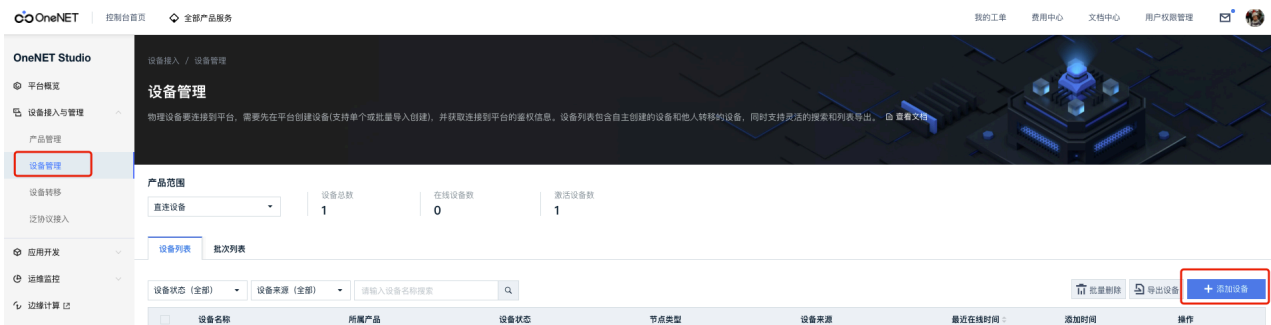 OneNET 控制台首页 全部产品服务 我的工单 费用中心 文档中心 用户权限管理
OneNET Studio
平台概览
设备接入与管理
产品管理
设备管理
设备转移
泛协议接入
应用开发
运维监控
边缘计算
设备接入 / 设备管理
设备管理
物理设备要连接到平台，需要先在平台创建设备(支持单个或批量导入创建)，并获取连接到平台的鉴权信息。设备列表包含自主创建的设备和他人转移的设备，同时支持灵活的搜索和列表导出。 查看文档
产品范围
直连设备
设备总数 在线设备数 激活设备数
1 0 1
设备列表 批次列表
设备状态（全部） 设备来源（全部） 请输入设备名称搜索 批量删除 导出设备 + 添加设备
设备名称 所属产品 设备状态 节点类型 设备来源 最近在线时间 添加时间 操作